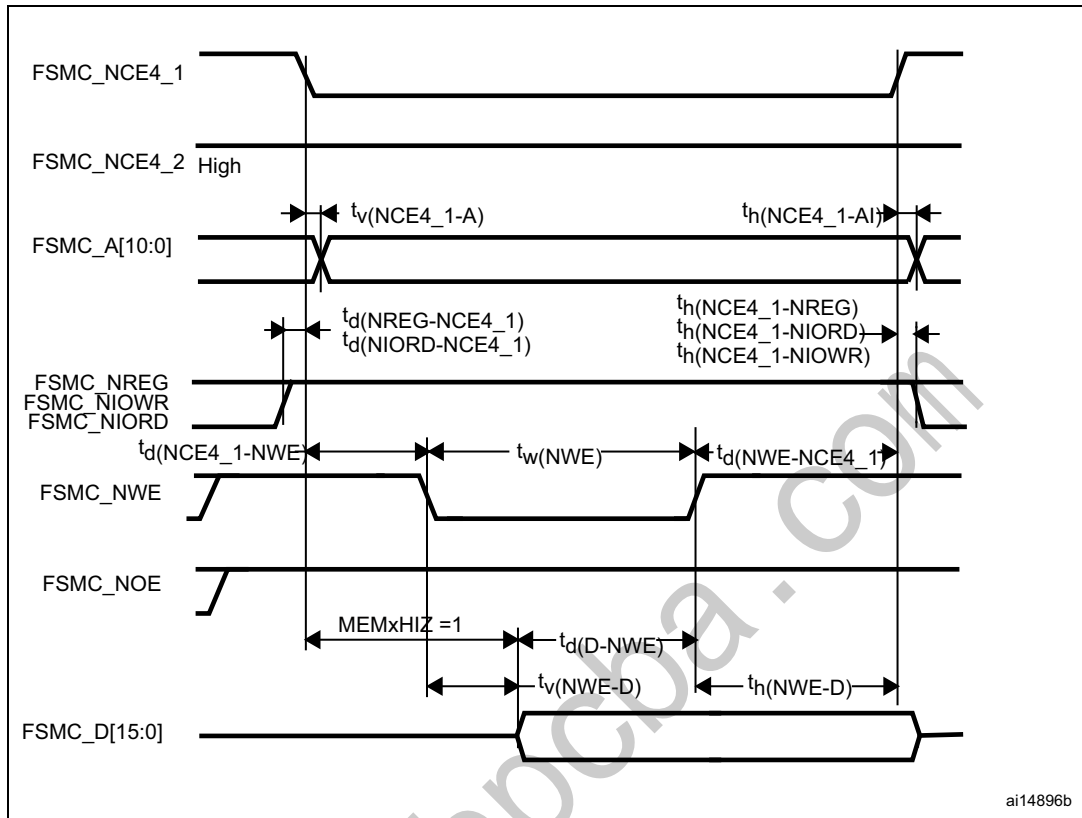 FSMC_NCE4_1
FSMC_NCE4_2 High
tv(NCE4_1-A)
th(NCE4_1-AI)
FSMC_A[10:0]
td(NREG-NCE4_1)
td(NIORD-NCE4_1)
th(NCE4_1-NREG)
th(NCE4_1-NIORD)
th(NCE4_1-NIOWR)
FSMC_NREG
FSMC_NIOWR
FSMC_NIORD
td(NCE4_1-NWE)
tw(NWE)
td(NWE-NCE4_1)
FSMC_NWE
FSMC_NOE
MEMxHIZ =1
td(D-NWE)
tv(NWE-D)
th(NWE-D)
FSMC_D[15:0]
ai14896b
pcba.com